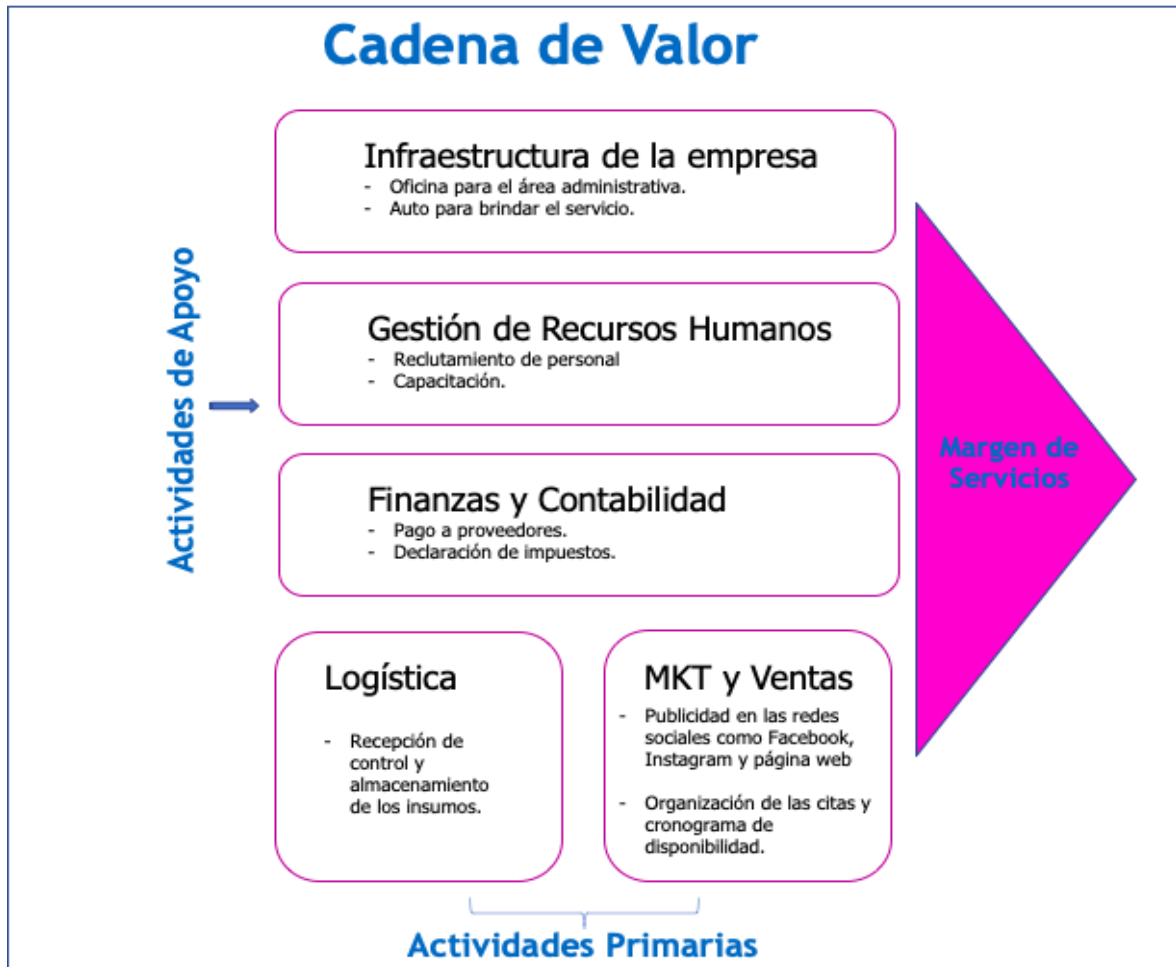 Cadena de Valor
Infraestructura de la empresa
- Oficina para el área administrativa.
- Auto para brindar el servicio.
Actividades de Apoyo
Gestión de Recursos Humanos
- Reclutamiento de personal
- Capacitación.
Finanzas y Contabilidad
- Pago a proveedores.
- Declaración de impuestos.
Margen de
Servicios
Logística
- Recepción de
control y
almacenamiento
de los insumos.
MKT y Ventas
- Publicidad en las redes
sociales como Facebook,
Instagram y página web
- Organización de las citas y
cronograma de
disponibilidad.
Actividades Primarias